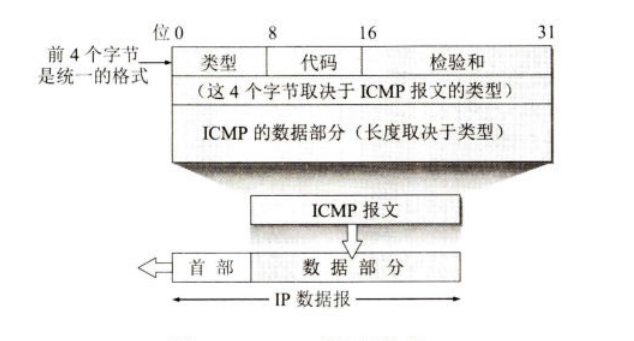 位 0 8 16 31
前 4 个字节
是统一的格式
类型 代码 检验和
(这 4 个字节取决于 ICMP 报文的类型)
ICMP 的数据部分(长度取决于类型)
ICMP 报文
首 部 数 据 部 分
IP 数据报